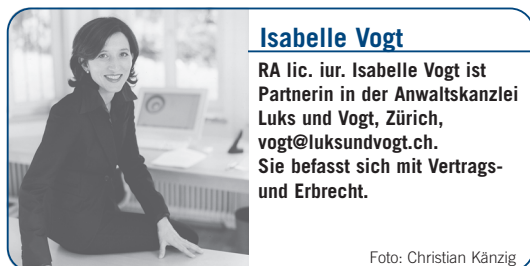 Isabelle Vogt
RA lic. iur. Isabelle Vogt ist
Partnerin in der Anwaltskanzlei
Luks und Vogt, Zürich,
vogt@luksundvogt.ch.
Sie befasst sich mit Vertrags-
und Erbrecht.
Foto: Christian Känzig